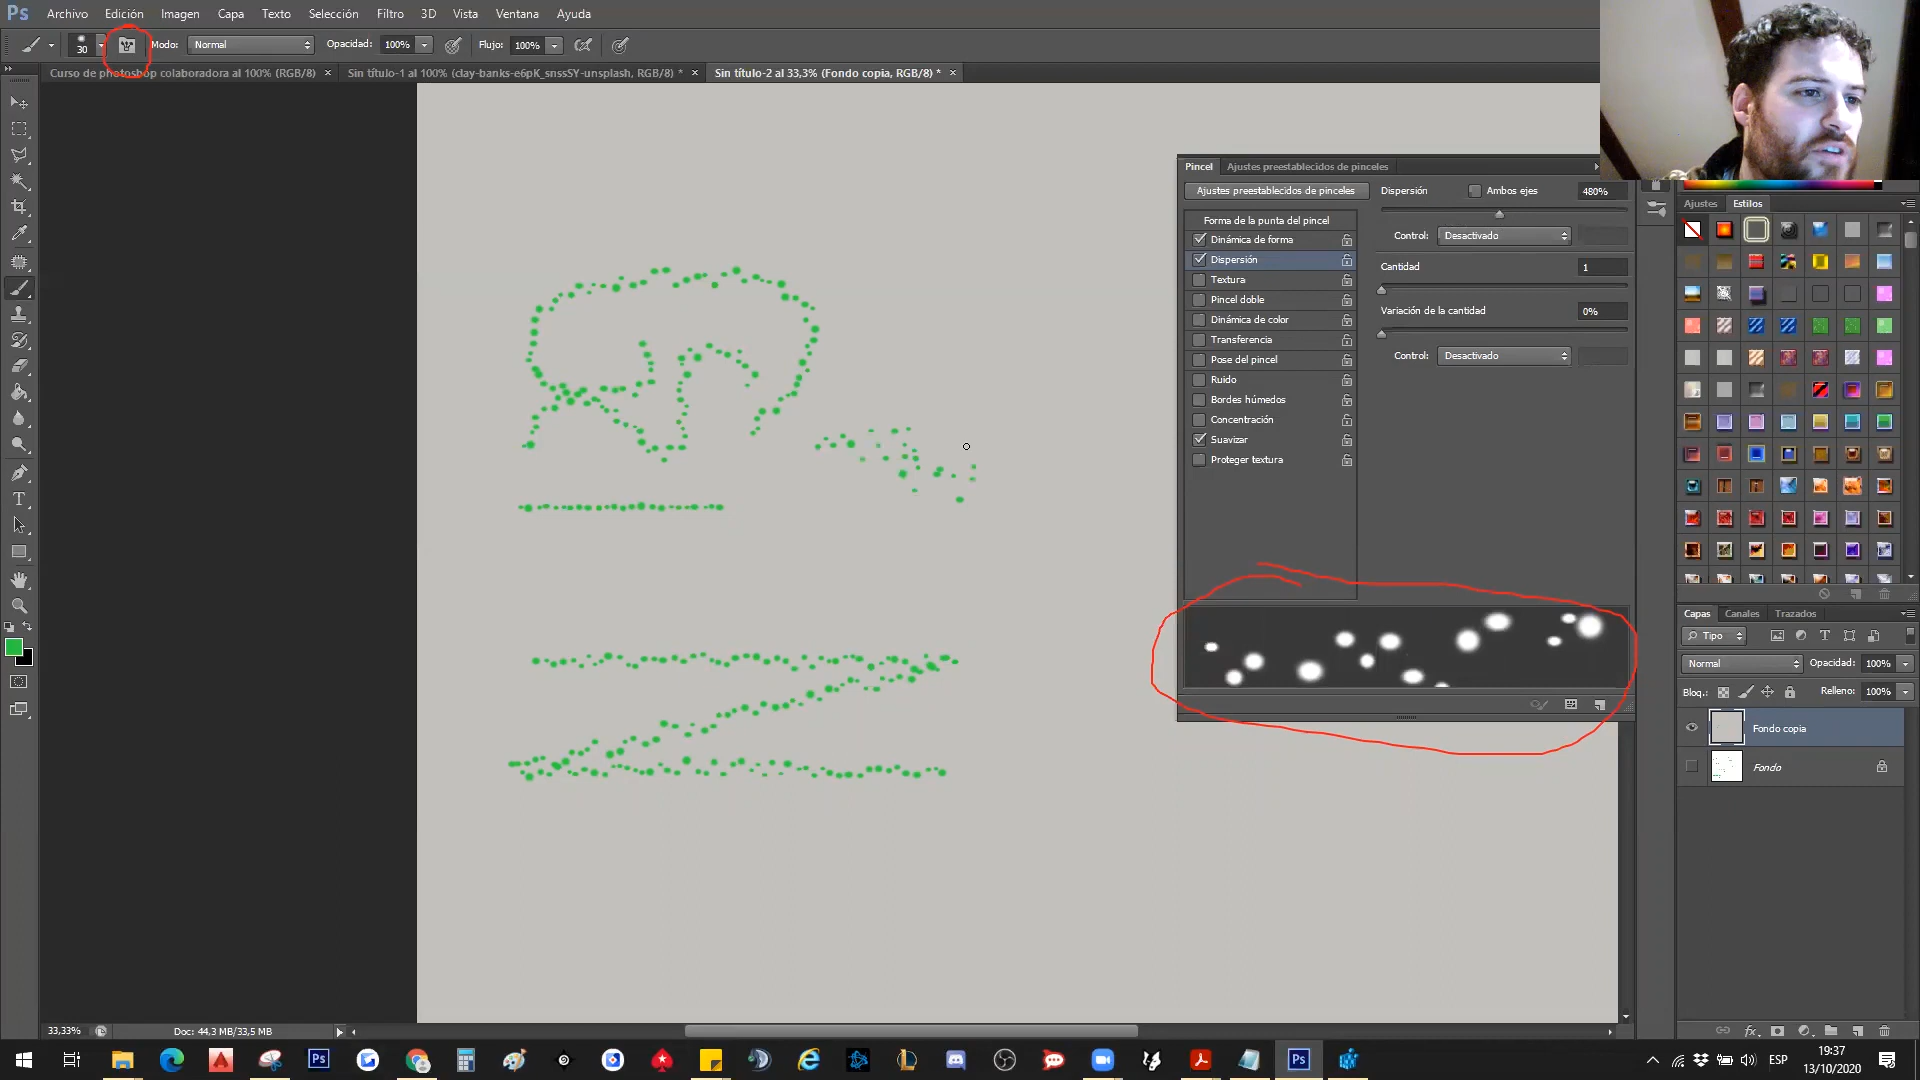 Ps Archivo Edición Imagen Capa Texto Selección Filtro 3D Vista Ventana Ayuda
30 Modo: Normal Opacidad: 100% Flujo: 100%
Curso de photoshop colaboradora al 100% (RGB/8) × Sin título-1 al 100% (clay-banks-e6pK_snssSY-unsplash, RGB/8) * × Sin título-2 al 33,3% (Fondo copia, RGB/8) * ×
Pincel Ajustes preestablecidos de pinceles
Ajustes preestablecidos de pinceles Dispersión Ambos ejes 480%
Forma de la punta del pincel
Dinámica de forma
Dispersión
Textura
Pincel doble
Dinámica de color
Transferencia
Pose del pincel
Ruido
Bordes húmedos
Concentración
Suavizar
Proteger textura
Control: Desactivado
Cantidad 1
Variación de la cantidad 0%
Control: Desactivado
Ajustes Estilos
Capas Canales Trazados
Tipo
Normal Opacidad: 100%
Bloq.: Relleno: 100%
Fondo copia
Fondo
33,33% Doc: 44,3 MB/33,5 MB
ESP
19:37
13/10/2020